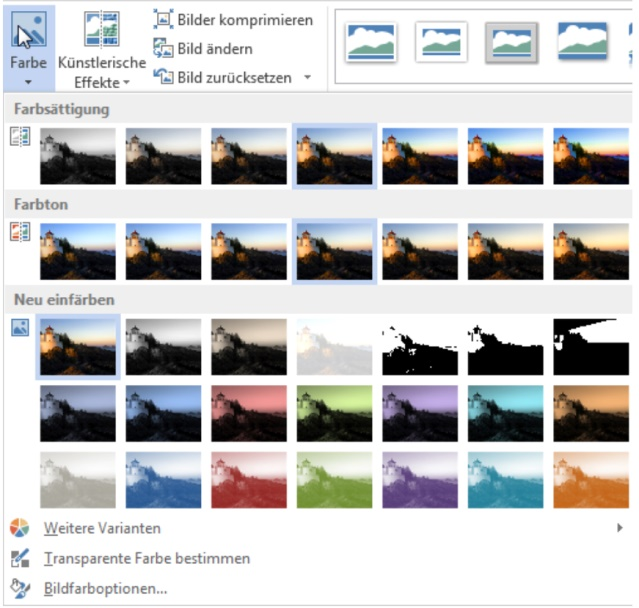 Bilder komprimieren
Bild ändern
Farbe Künstlerische
Effekte Bild zurücksetzen
Farbsättigung
Farbton
Neu einfärben
Weitere Varianten
Transparente Farbe bestimmen
Bildfarboptionen...